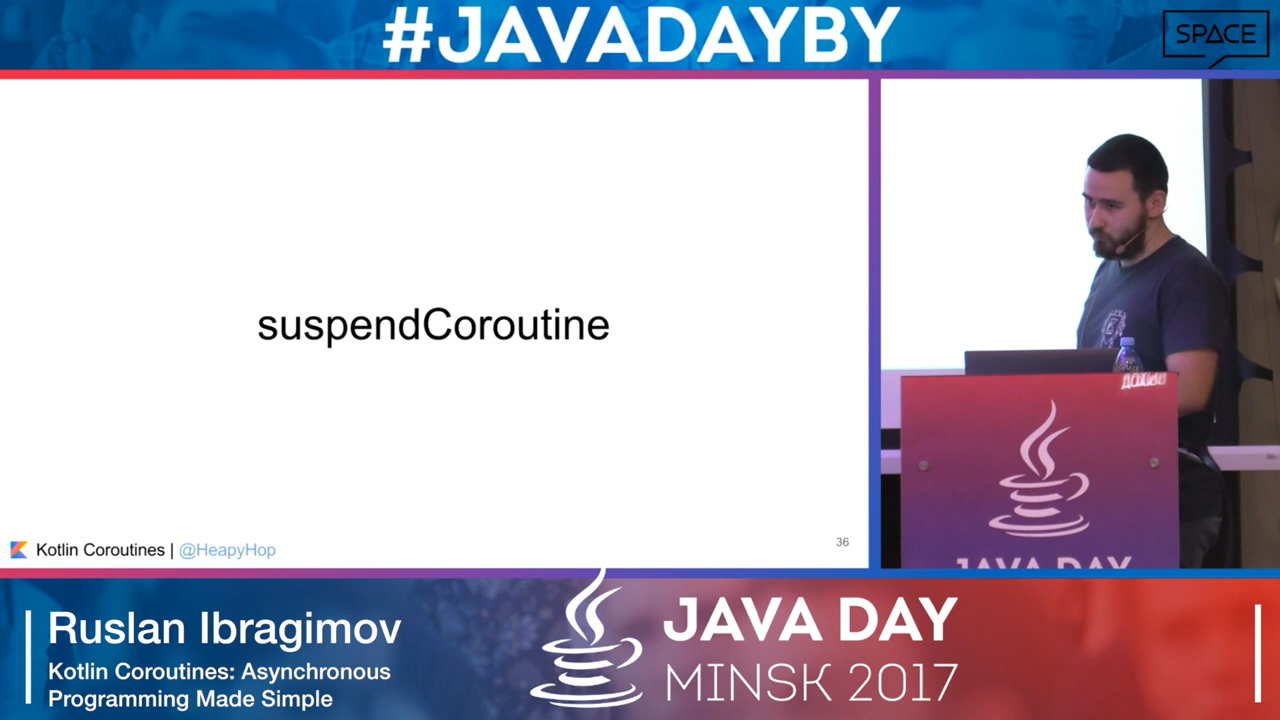 #JAVADAYBY
SPACE
suspendCoroutine
Kotlin Coroutines | @HeapyHop
36
JAVA DAY
Ruslan Ibragimov
Kotlin Coroutines: Asynchronous
Programming Made Simple
JAVA DAY
MINSK 2017